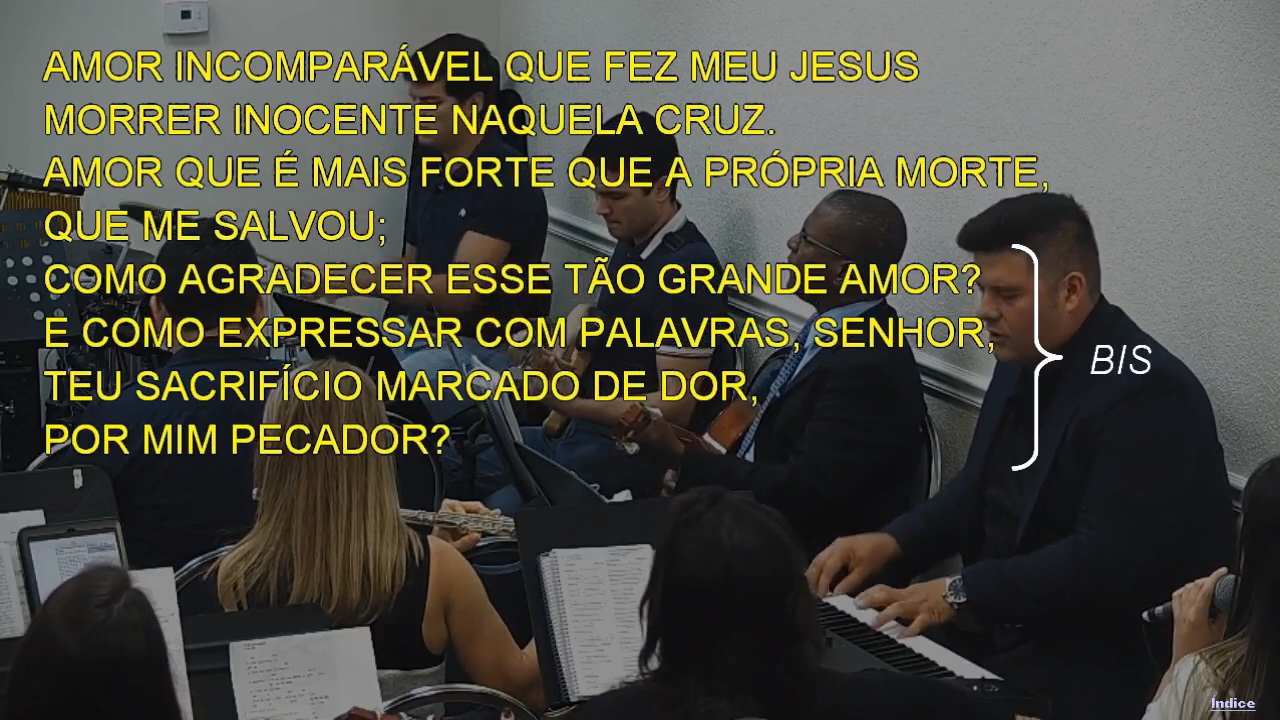 AMOR INCOMPARÁVEL QUE FEZ MEU JESUS
MORRER INOCENTE NAQUELA CRUZ.
AMOR QUE É MAIS FORTE QUE A PRÓPRIA MORTE,
QUE ME SALVOU;
COMO AGRADECER ESSE TÃO GRANDE AMOR?
E COMO EXPRESSAR COM PALAVRAS, SENHOR,
TEU SACRIFÍCIO MARCADO DE DOR,
POR MIM PECADOR?
BIS
Índice